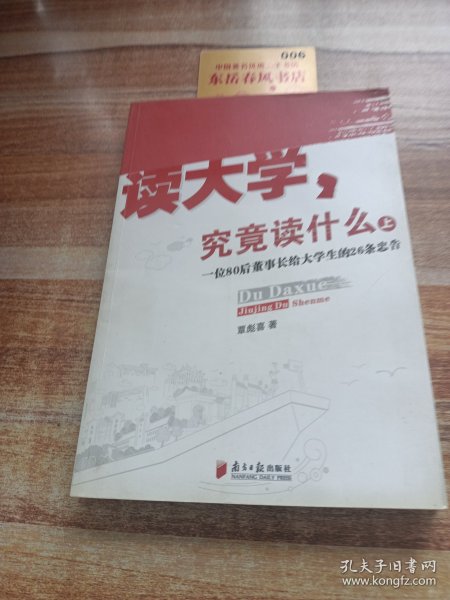 006
东岳春风书店
读大学，
究竟读什么 上
一位80后董事长给大学生的26条忠告
Du Daxue
Jiujing Du Shenme
覃彪喜 著
南方日报出版社
NANFANG DAILY PRESS
孔夫子旧书网
www.kongfz.com